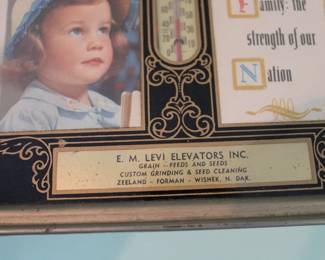 Family: the
strength of our
Nation
E. M. LEVI ELEVATORS INC.
GRAIN - FEEDS AND SEEDS
CUSTOM GRINDING & SEED CLEANING
ZEELAND - FORMAN - WISHEK, N. DAK.